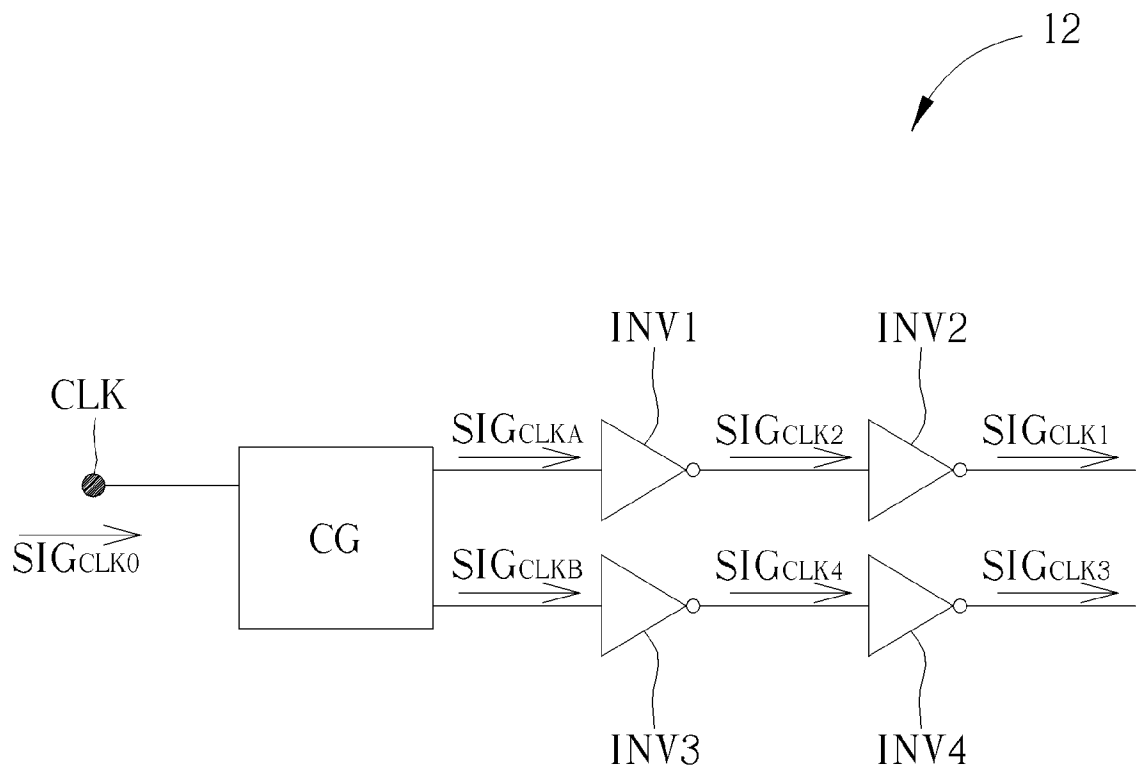 12
INV1 INV2
CLK
SIGCLKA SIGCLK2 SIGCLK1
CG
SIGCLK0
SIGCLKB SIGCLK4 SIGCLK3
INV3 INV4